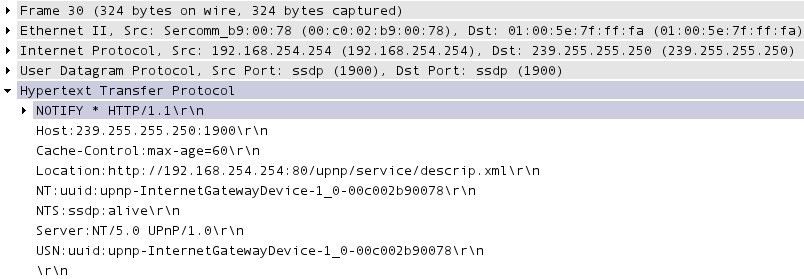 Frame 30 (324 bytes on wire, 324 bytes captured)
Ethernet II, Src: Sercomm_b9:00:78 (00:c0:02:b9:00:78), Dst: 01:00:5e:7f:ff:fa (01:00:5e:7f:ff:fa)
Internet Protocol, Src: 192.168.254.254 (192.168.254.254), Dst: 239.255.255.250 (239.255.255.250)
User Datagram Protocol, Src Port: ssdp (1900), Dst Port: ssdp (1900)
Hypertext Transfer Protocol
NOTIFY * HTTP/1.1\r\n
Host:239.255.255.250:1900\r\n
Cache-Control:max-age=60\r\n
Location:http://192.168.254.254:80/upnp/service/descrip.xml\r\n
NT:uuid:upnp-InternetGatewayDevice-1_0-00c002b90078\r\n
NTS:ssdp:alive\r\n
Server:NT/5.0 UPnP/1.0\r\n
USN:uuid:upnp-InternetGatewayDevice-1_0-00c002b90078\r\n
\r\n